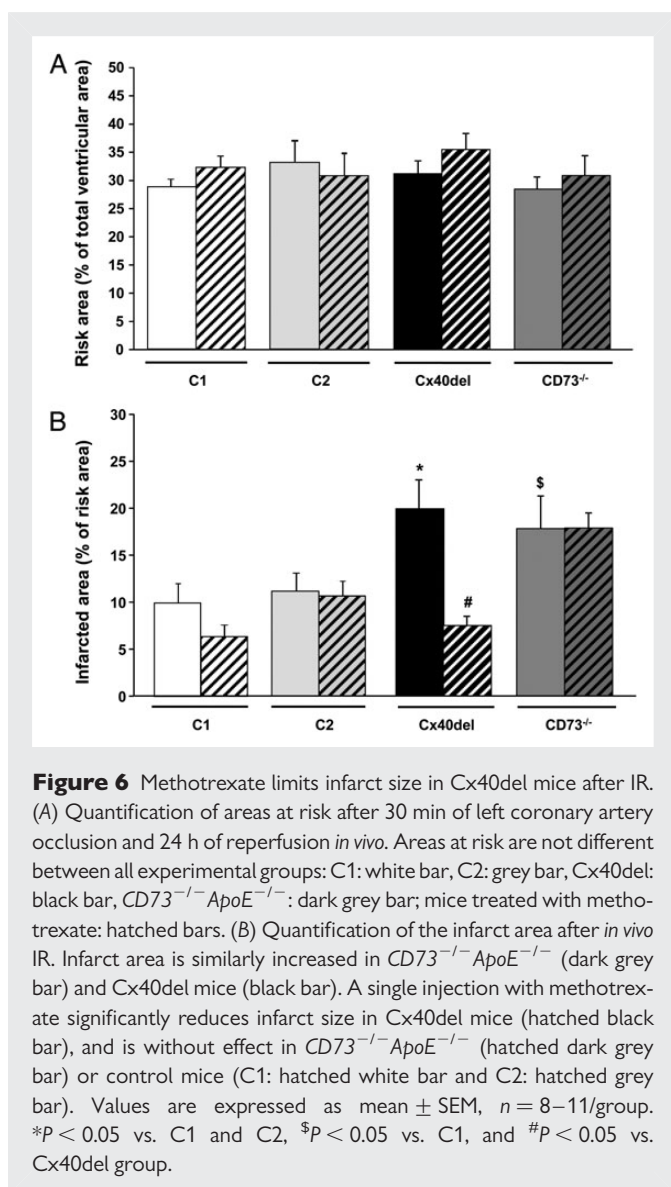 A
Risk area (% of total ventricular area)
50
45
40
35
30
25
20
15
10
5
0
C1 C2 Cx40del CD73-/-
B
Infarcted area (% of risk area)
30
25
20
15
10
5
0
* # $
C1 C2 Cx40del CD73-/-
Figure 6 Methotrexate limits infarct size in Cx40del mice after IR.
(A) Quantification of areas at risk after 30 min of left coronary artery
occlusion and 24 h of reperfusion in vivo. Areas at risk are not different
between all experimental groups: C1: white bar, C2: grey bar, Cx40del:
black bar, CD73−/−ApoE−/−: dark grey bar; mice treated with metho-
trexate: hatched bars. (B) Quantification of the infarct area after in vivo
IR. Infarct area is similarly increased in CD73−/−ApoE−/− (dark grey
bar) and Cx40del mice (black bar). A single injection with methotrex-
ate significantly reduces infarct size in Cx40del mice (hatched black
bar), and is without effect in CD73−/−ApoE−/− (hatched dark grey
bar) or control mice (C1: hatched white bar and C2: hatched grey
bar). Values are expressed as mean ± SEM, n = 8–11/group.
*P < 0.05 vs. C1 and C2, $P < 0.05 vs. C1, and #P < 0.05 vs.
Cx40del group.